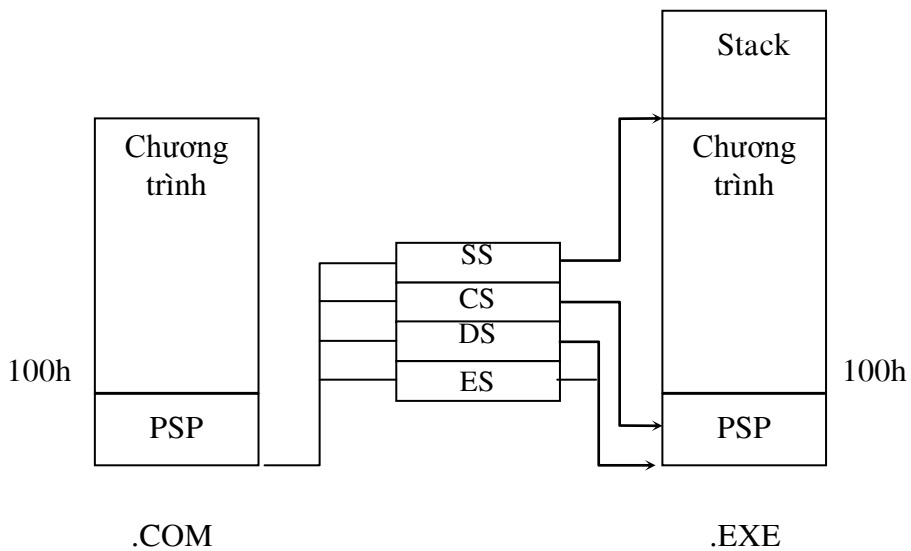 Stack
Chương
trình
Chương
trình
SS
CS
DS
ES
100h
100h
PSP
PSP
.COM
.EXE